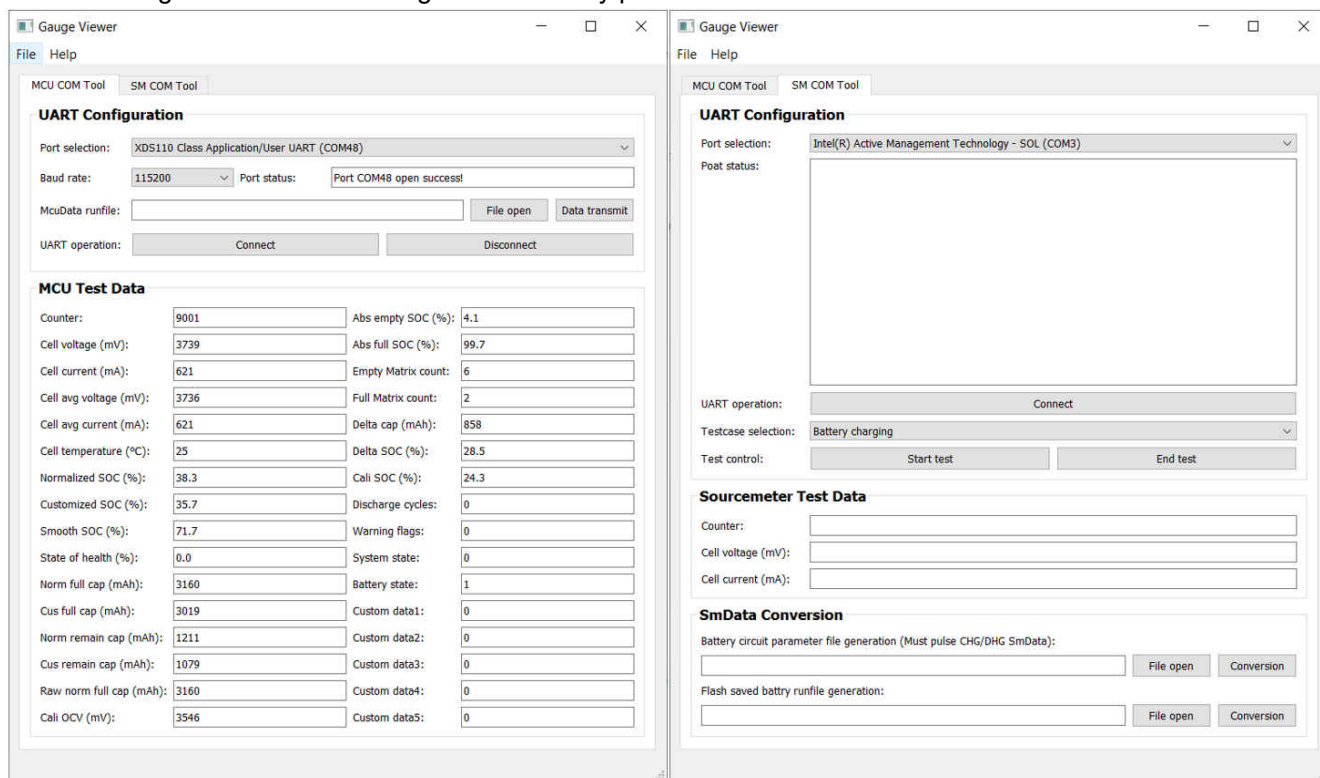 Gauge Viewer
File Help
MCU COM Tool SM COM Tool
UART Configuration
Port selection: XDS110 Class Application/User UART (COM48)
Baud rate: 115200 Port status: Port COM48 open success!
McuData runfile: File open Data transmit
UART operation: Connect Disconnect
MCU Test Data
Counter: 9001 Abs empty SOC (%): 4.1
Cell voltage (mV): 3739 Abs full SOC (%): 99.7
Cell current (mA): 621 Empty Matrix count: 6
Cell avg voltage (mV): 3736 Full Matrix count: 2
Cell avg current (mA): 621 Delta cap (mAh): 858
Cell temperature (ºC): 25 Delta SOC (%): 28.5
Normalized SOC (%): 38.3 Cali SOC (%): 24.3
Customized SOC (%): 35.7 Discharge cycles: 0
Smooth SOC (%): 71.7 Warning flags: 0
State of health (%): 0.0 System state: 0
Norm full cap (mAh): 3160 Battery state: 1
Cus full cap (mAh): 3019 Custom data1: 0
Norm remain cap (mAh): 1211 Custom data2: 0
Cus remain cap (mAh): 1079 Custom data3: 0
Raw norm full cap (mAh): 3160 Custom data4: 0
Cali OCV (mV): 3546 Custom data5: 0
Gauge Viewer
File Help
MCU COM Tool SM COM Tool
UART Configuration
Port selection: Intel(R) Active Management Technology - SOL (COM3)
Poat status:
UART operation: Connect
Testcase selection: Battery charging
Test control: Start test End test
Sourcemeter Test Data
Counter:
Cell voltage (mV):
Cell current (mA):
SmData Conversion
Battery circuit parameter file generation (Must pulse CHG/DHG SmData):
File open Conversion
Flash saved battry runfile generation:
File open Conversion